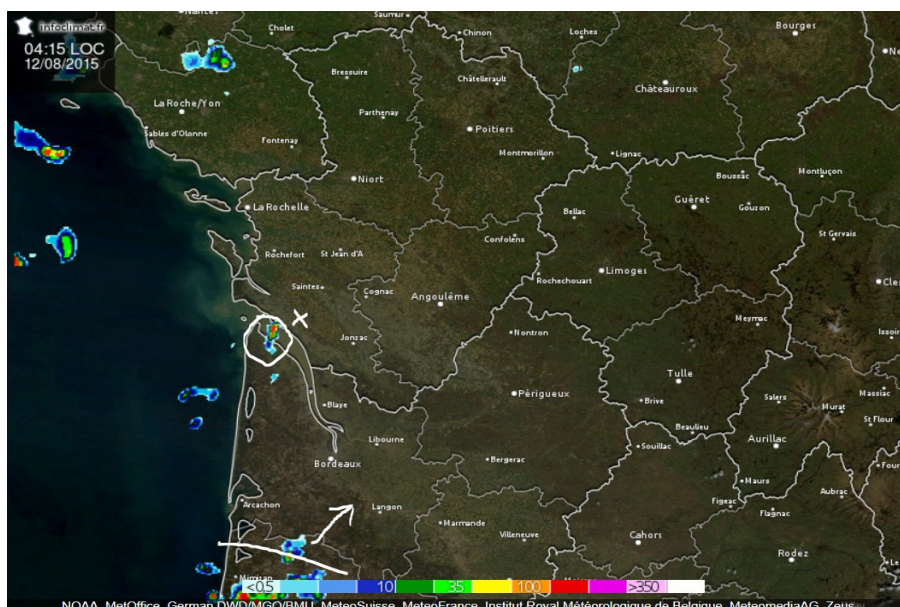 Nantes
Saumur
infoclimat.fr
Cholet
Chinon
Loches
Bourges
04:15 LOC
12/08/2015
Bressuire
Châtellerault
Châteauroux
La Roche/Yon
Parthenay
Poitiers
Sables d'Olonne
Fontenay
Montmorillon
Lignac
Niort
Boussac
Montluçon
La Rochelle
Guéret
Gouzon
Bellac
Confolens
St Gervais
Rochefort
St Jean d'A
Rochechouart
Limoges
Saintes
Cognac
Angoulême
X
Meymac
Jonzac
Nontron
Tulle
Périgueux
Blaye
Brive
Salers
Massiac
Murat
St Flour
Libourne
Beaulieu
Aurillac
Bordeaux
Bergerac
Souillac
Maurs
Figeac
Aubrac
Arcachon
Langon
Marmande
Villeneuve
Flagnac
Cahors
Rodez
Mimizan
<0.5 10 35 100 >350
NOAA, MetOffice, German DWD/MGO/BMU, MeteoSuisse, MeteoFrance, Institut Royal Météorologique de Belgique, MeteomediaAG, Zeus